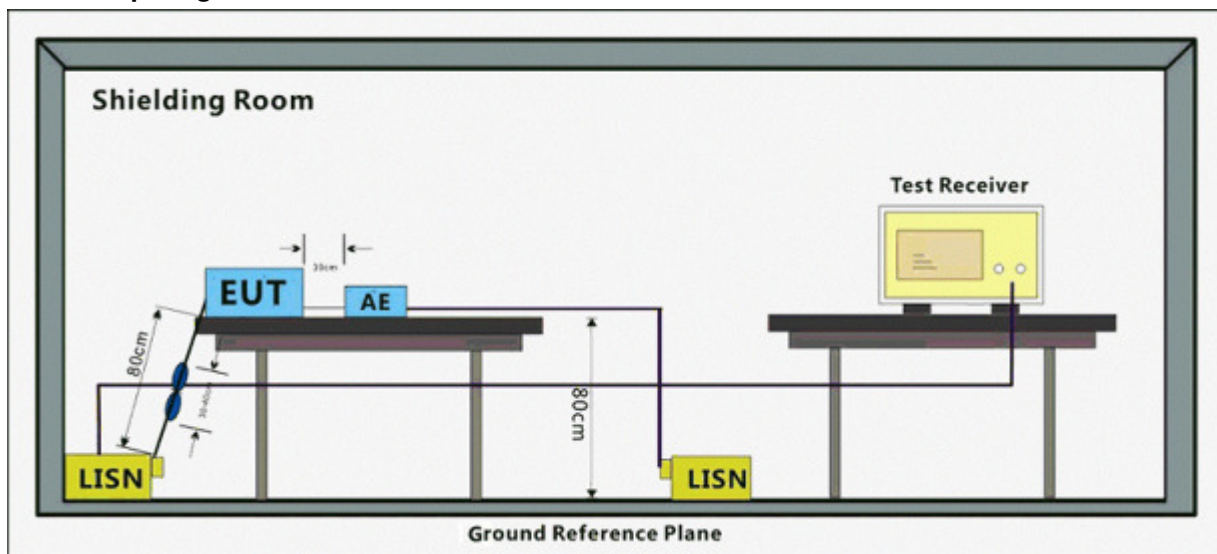 Shielding Room
Test Receiver
EUT
AE
80cm
80cm
LISN
LISN
Ground Reference Plane